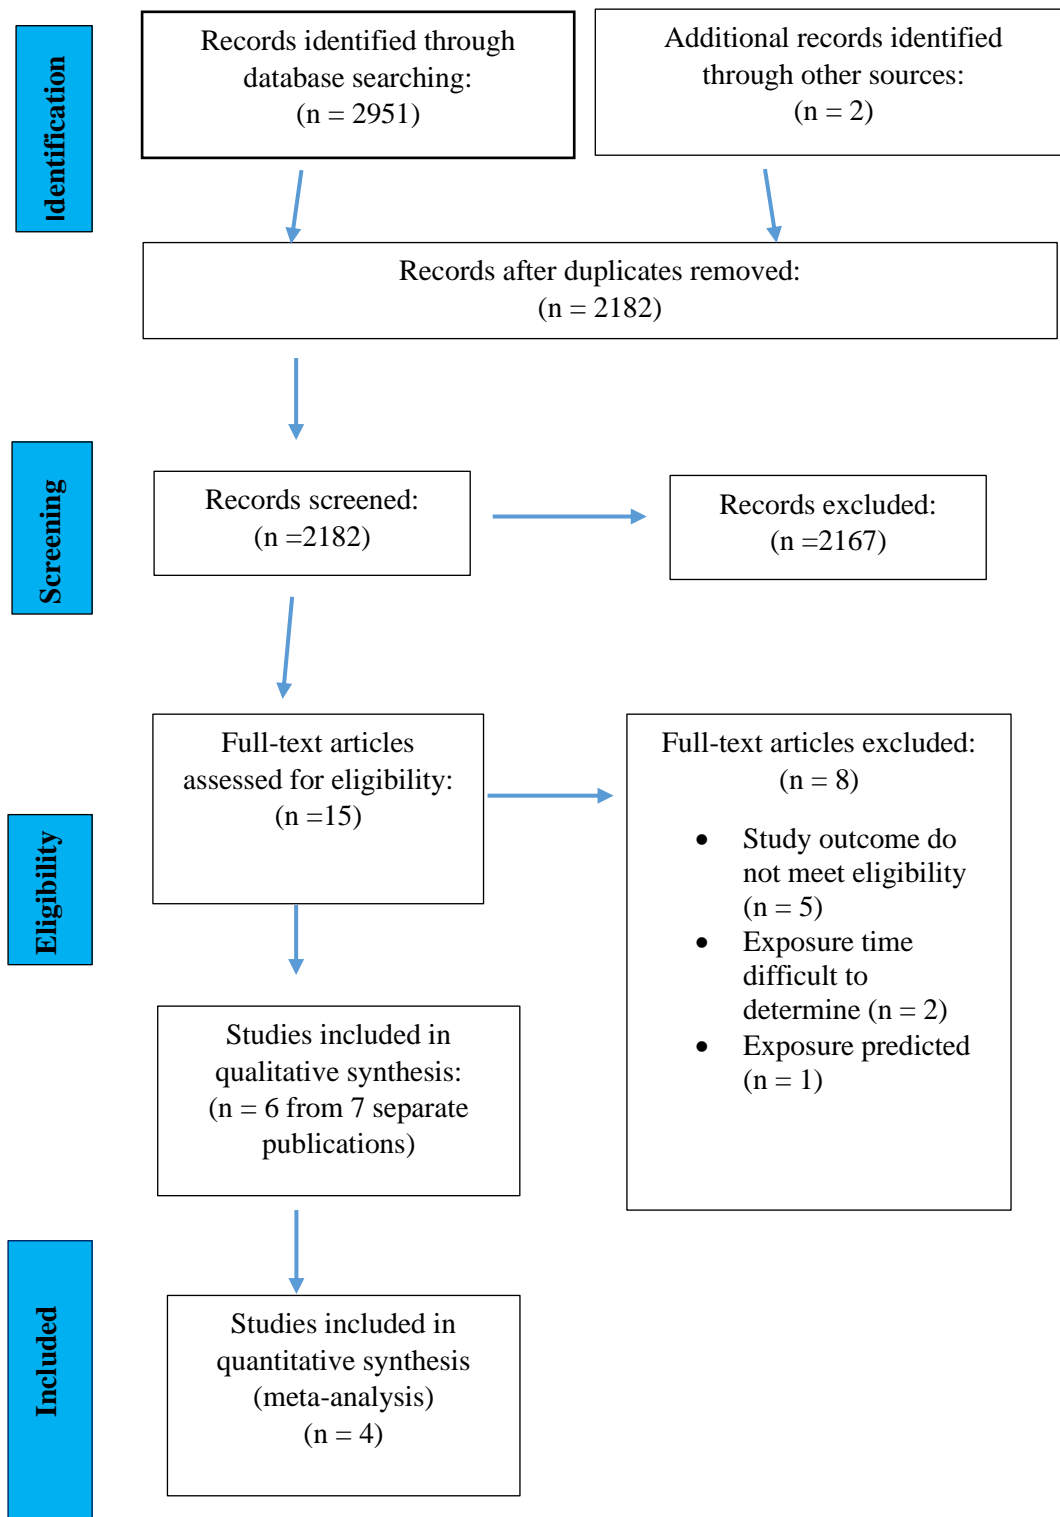 Identification
Records identified through
database searching:
(n = 2951)
Additional records identified
through other sources:
(n = 2)
Records after duplicates removed:
(n = 2182)
Screening
Records screened:
(n =2182)
Records excluded:
(n =2167)
Eligibility
Full-text articles
assessed for eligibility:
(n =15)
Full-text articles excluded:
(n = 8)
• Study outcome do
not meet eligibility
(n = 5)
• Exposure time
difficult to
determine (n = 2)
• Exposure predicted
(n = 1)
Studies included in
qualitative synthesis:
(n = 6 from 7 separate
publications)
Included
Studies included in
quantitative synthesis
(meta-analysis)
(n = 4)